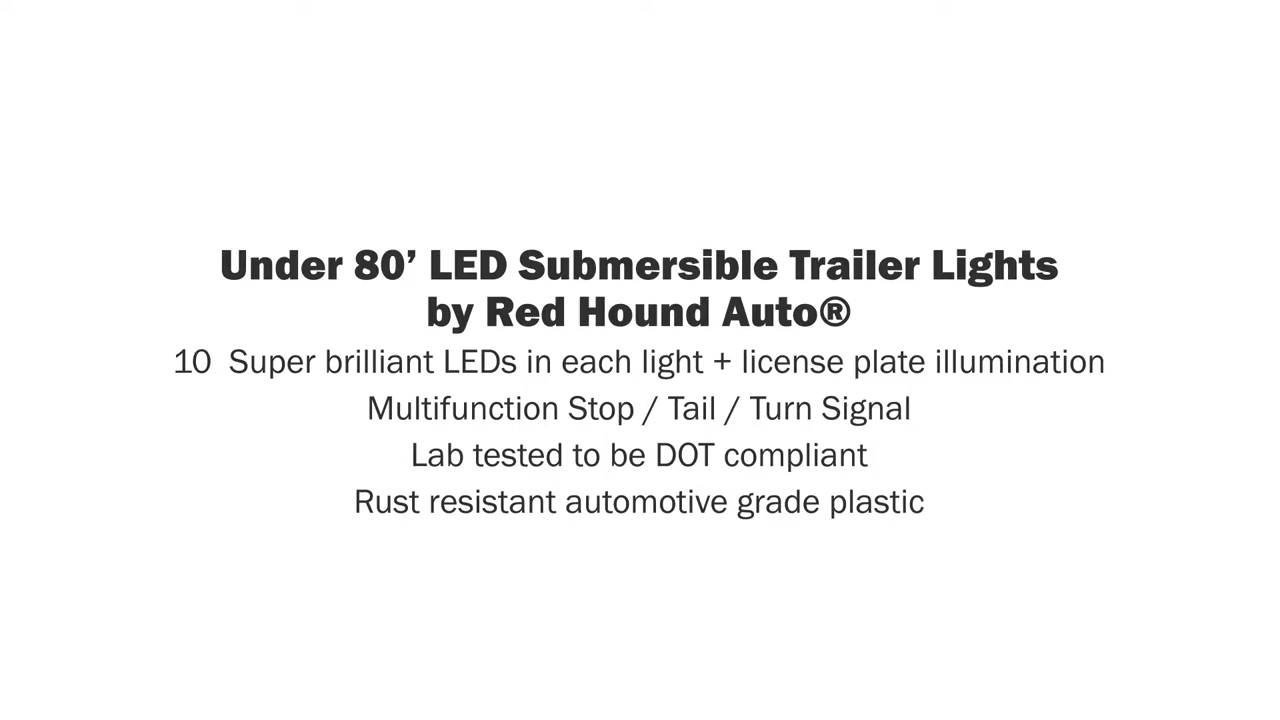 Under 80’ LED Submersible Trailer Lights
by Red Hound Auto®
10  Super brilliant LEDs in each light + license plate illumination
Multifunction Stop / Tail / Turn Signal
Lab tested to be DOT compliant
Rust resistant automotive grade plastic